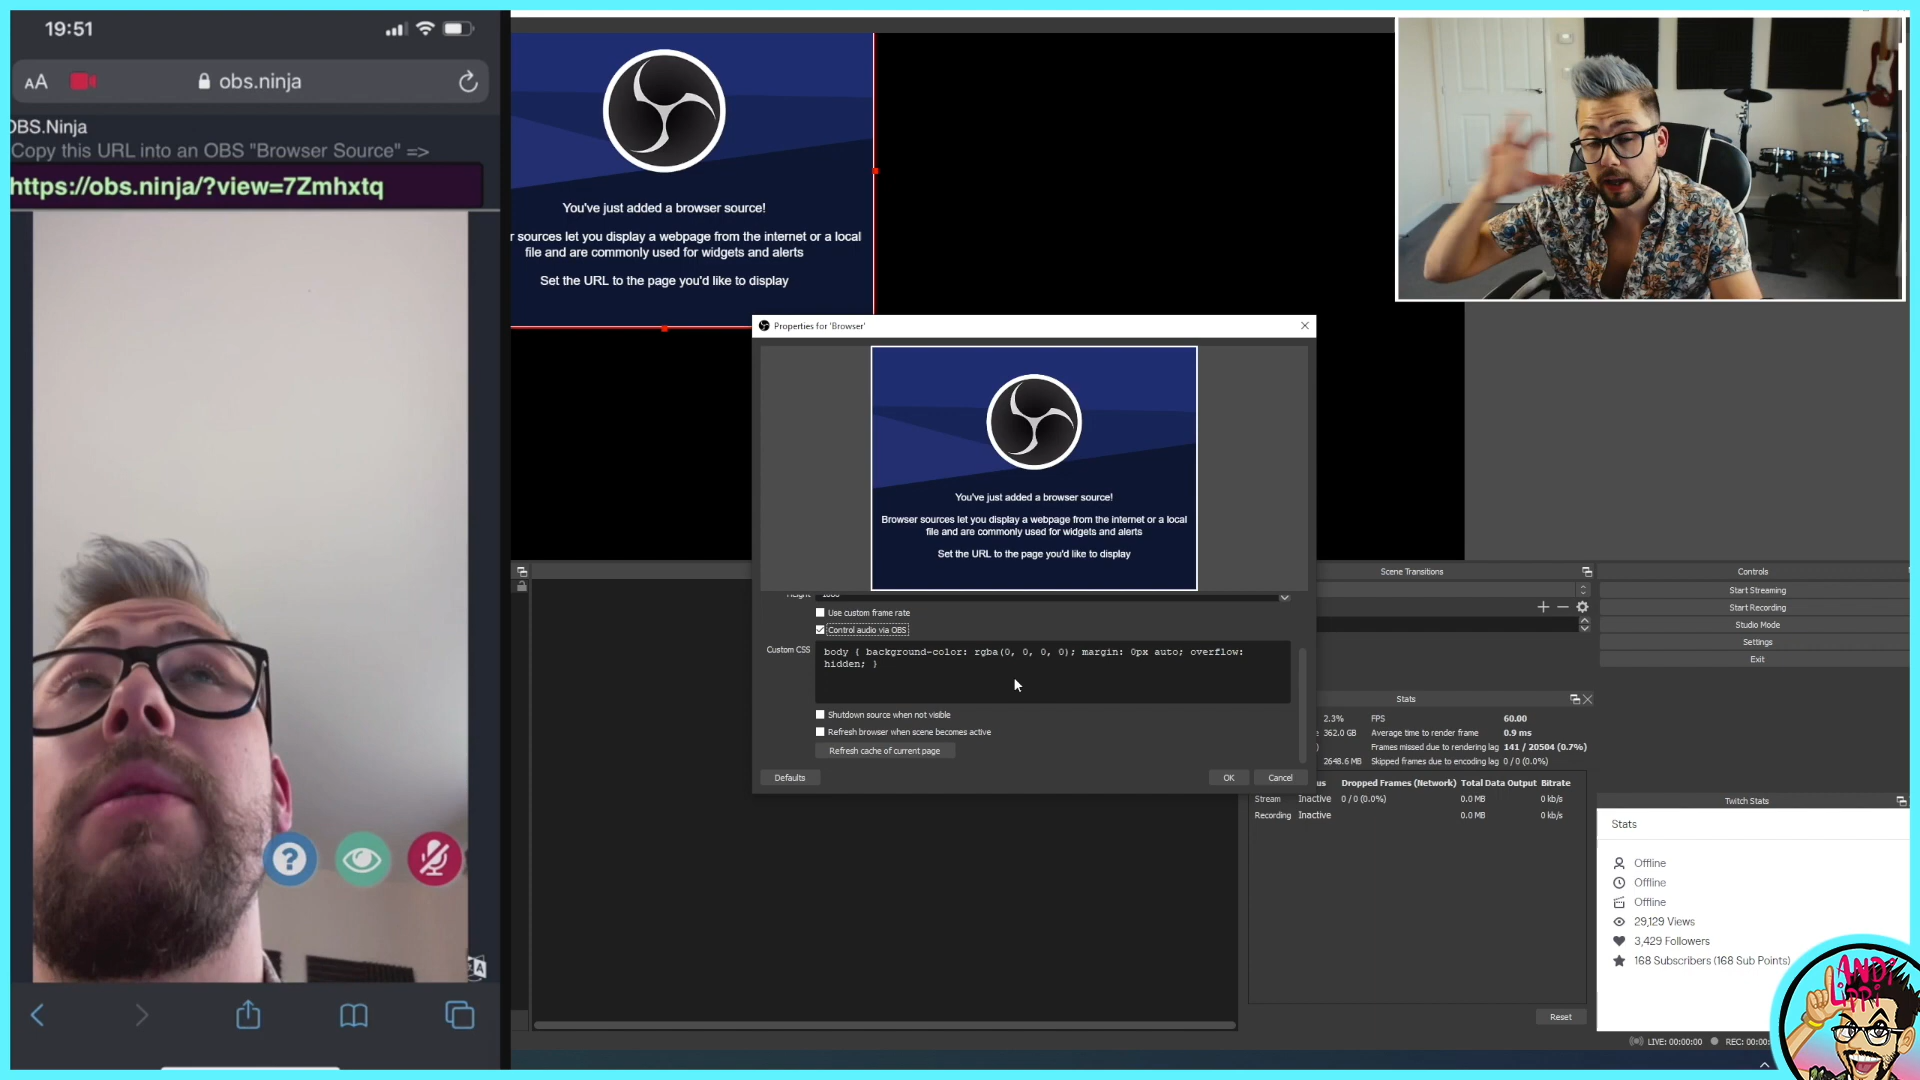 19:51
AA
obs.ninja
OBS.Ninja
Copy this URL into an OBS "Browser Source" =>
https://obs.ninja/?view=7Zmhxtq
You've just added a browser source!
r sources let you display a webpage from the internet or a local
file and are commonly used for widgets and alerts
Set the URL to the page you'd like to display
Properties for 'Browser'
You've just added a browser source!
Browser sources let you display a webpage from the internet or a local
file and are commonly used for widgets and alerts
Set the URL to the page you'd like to display
Height
Use custom frame rate
Control audio via OBS
Custom CSS
body { background-color: rgba(0, 0, 0, 0); margin: 0px auto; overflow:
hidden; }
Shutdown source when not visible
Refresh browser when scene becomes active
Refresh cache of current page
Defaults
OK
Cancel
Scene Transitions
Controls
Start Streaming
Start Recording
Studio Mode
Settings
Exit
Stats
2.3% FPS 60.00
362.0 GB Average time to render frame 0.9 ms
Frames missed due to rendering lag 141 / 20504 (0.7%)
2648.6 MB Skipped frames due to encoding lag 0 / 0 (0.0%)
us Dropped Frames (Network) Total Data Output Bitrate
Stream Inactive 0 / 0 (0.0%) 0.0 MB 0 kb/s
Recording Inactive 0.0 MB 0 kb/s
Reset
Twitch Stats
Stats
Offline
Offline
Offline
29,129 Views
3,429 Followers
168 Subscribers (168 Sub Points)
LIVE: 00:00:00
REC: 00:00:
ANDI
LiPPi